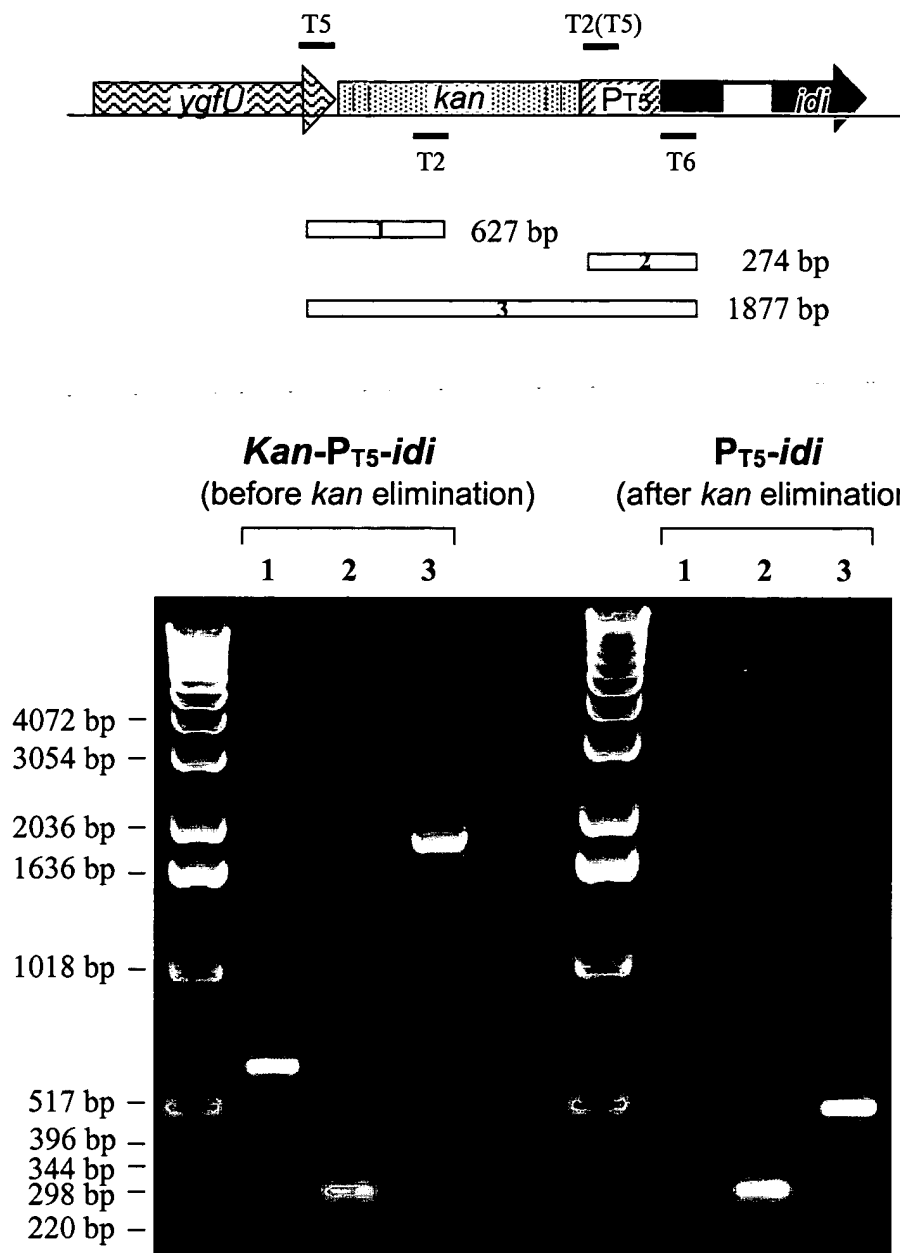 T5 T2(T5)
ygfU kan PT5 idi
T2 T6
1 627 bp
2 274 bp
3 1877 bp
Kan-PT5-idi PT5-idi
(before kan elimination) (after kan elimination
1 2 3 1 2 3
4072 bp –
3054 bp –
2036 bp –
1636 bp –
1018 bp –
517 bp –
396 bp –
344 bp –
298 bp –
220 bp –